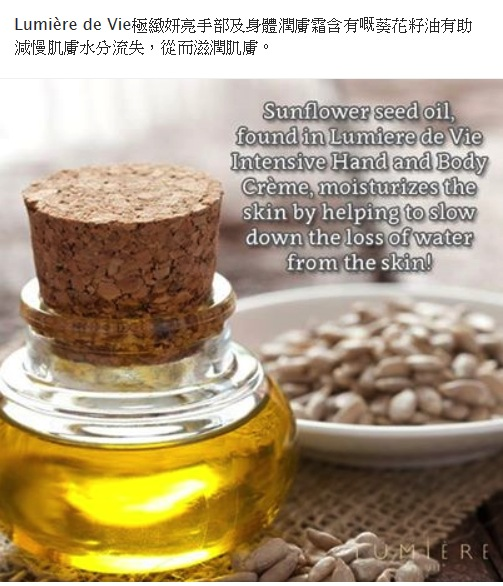 Lumière de Vie極緻妍亮手部及身體潤膚霜含有嘅葵花籽油有助
減慢肌膚水分流失，從而滋潤肌膚。
Sunflower seed oil,
found in Lumiere de Vie
Intensive Hand and Body
Crème, moisturizes the
skin by helping to slow
down the loss of water
from the skin!
LUMIÈRE